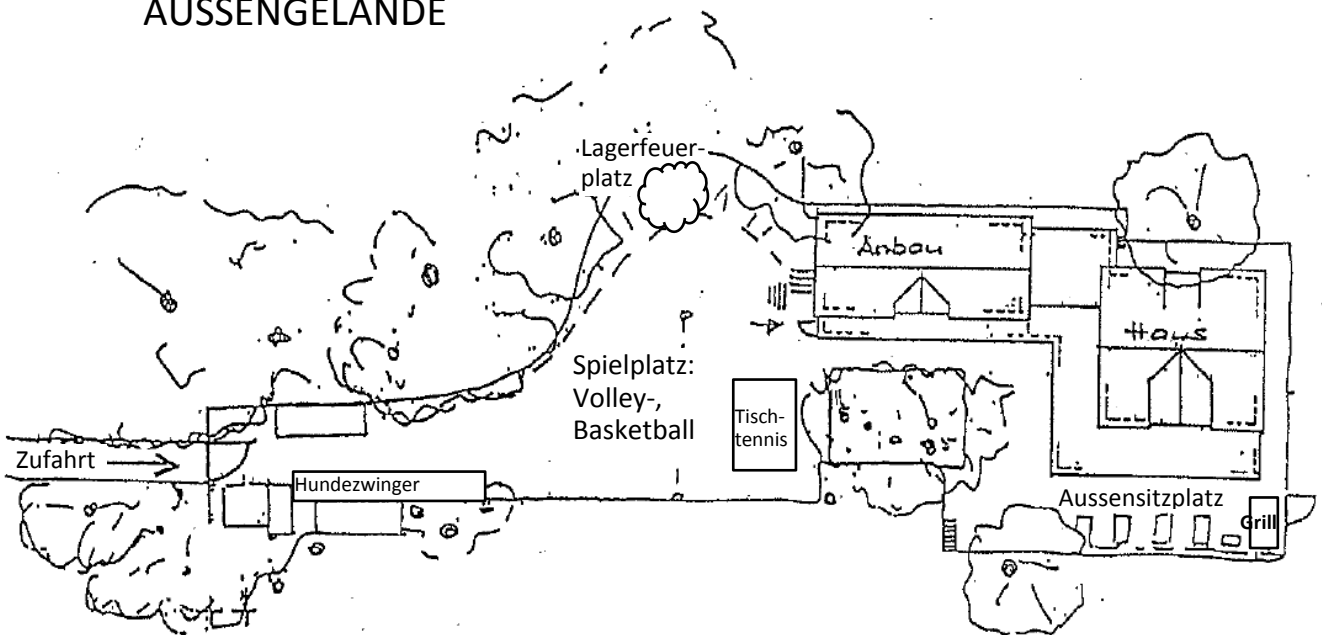 AUSSENGELÄNDE
Lagerfeuer-
platz
Anbau
Haus
Spielplatz:
Volley-,
Basketball
Tisch-
tennis
Zufahrt
Hundezwinger
Aussensitzplatz
Grill